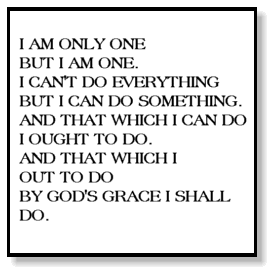 I AM ONLY ONE
BUT I AM ONE.
I CAN'T DO EVERYTHING
BUT I CAN DO SOMETHING.
AND THAT WHICH I CAN DO
I OUGHT TO DO.
AND THAT WHICH I
OUT TO DO
BY GOD'S GRACE I SHALL
DO.